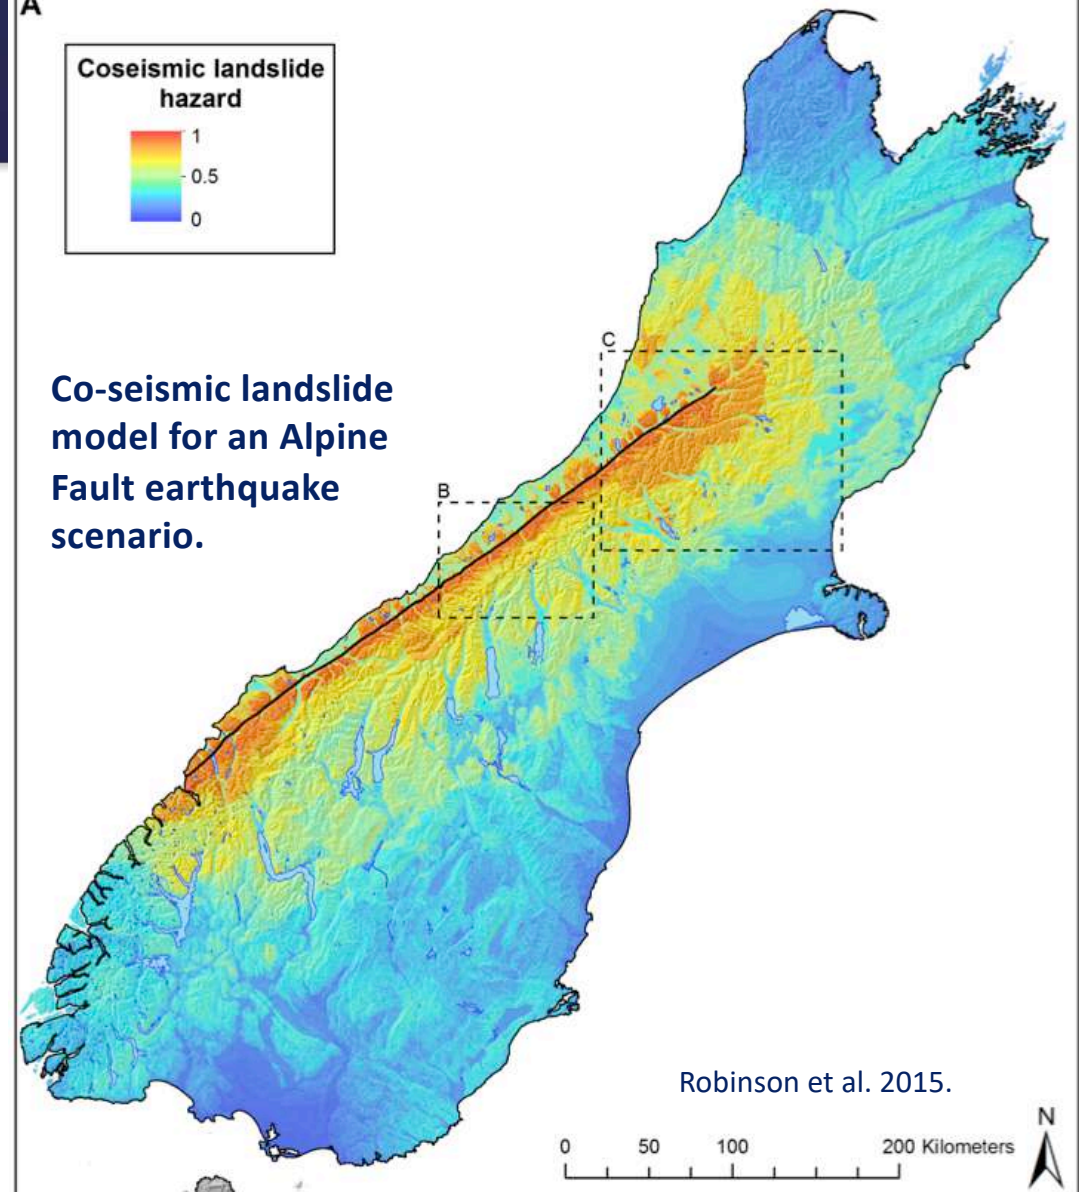 A
Coseismic landslide
hazard
1
0.5
0
Co-seismic landslide
model for an Alpine
Fault earthquake
scenario.
C
B
Robinson et al. 2015.
N
0 50 100 200 Kilometers